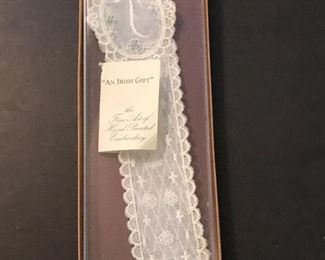 "AN IRISH GIFT"
the
Fine Art of
Hand Painted
Embroidery